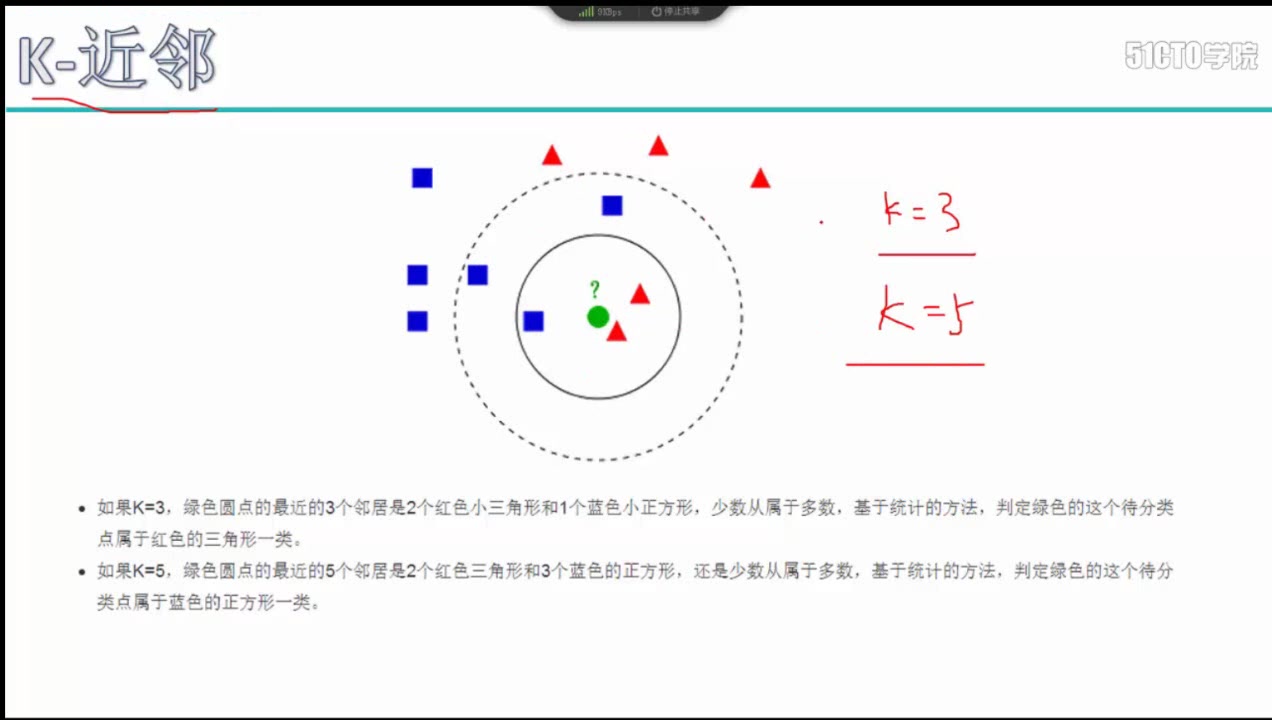 0KBps 停止共享
K-近邻
51CTO学院
?
k=3
k=5
如果K=3，绿色圆点的最近的3个邻居是2个红色小三角形和1个蓝色小正方形，少数从属于多数，基于统计的方法，判定绿色的这个待分类
点属于红色的三角形一类。
如果K=5，绿色圆点的最近的5个邻居是2个红色三角形和3个蓝色的正方形，还是少数从属于多数，基于统计的方法，判定绿色的这个待分
类点属于蓝色的正方形一类。